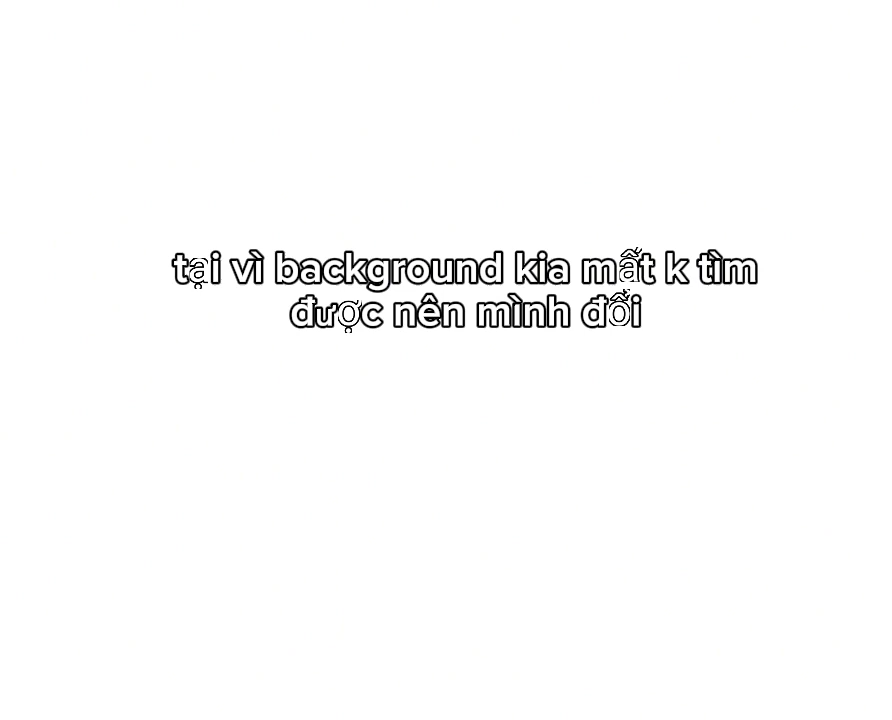 tại vì background kia mất k tìm
được nên mình đổi